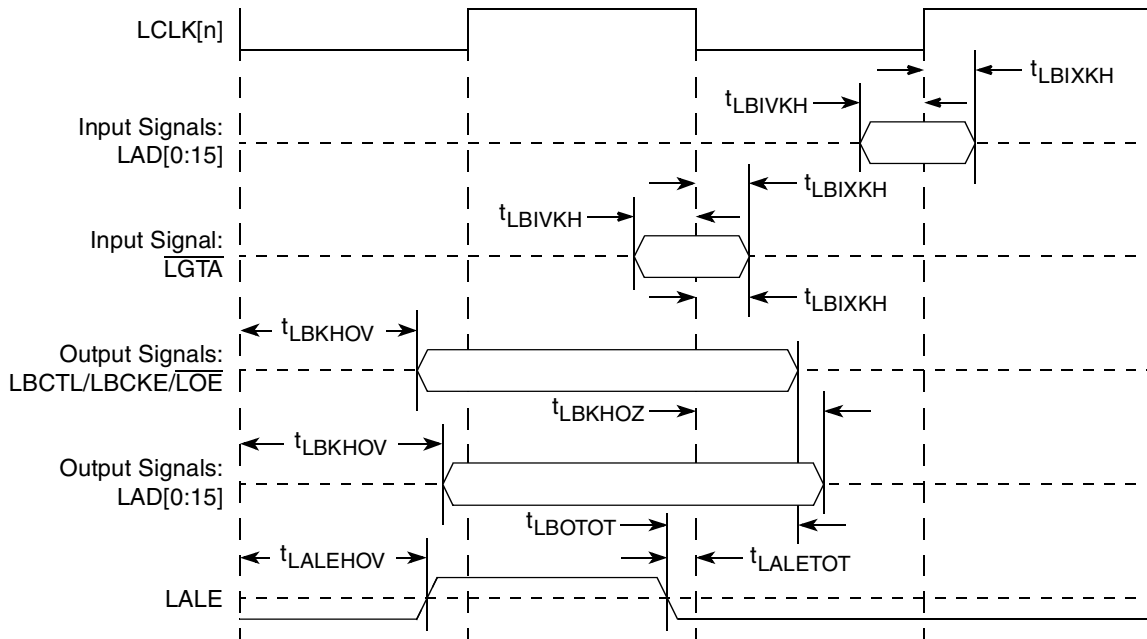 LCLK[n]
tLBIXKH
tLBIVKH
Input Signals:
LAD[0:15]
tLBIXKH
tLBIVKH
Input Signal:
LGTA
tLBIXKH
tLBKHOV
Output Signals:
LBCTL/LBCKE/LOE
tLBKHOZ
tLBKHOV
Output Signals:
LAD[0:15]
tLBOTOT
tLALEHOV
tLALETOT
LALE